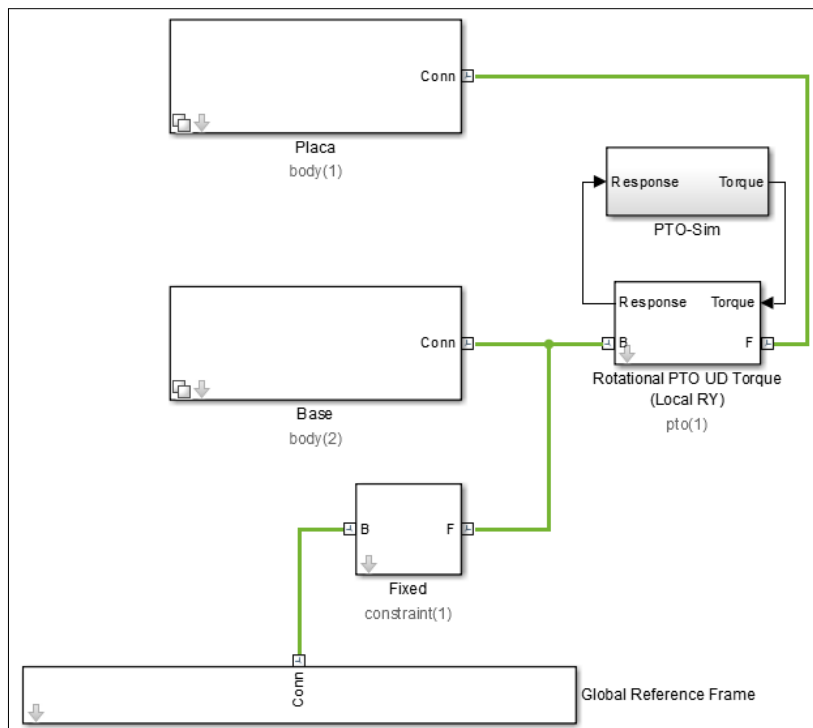 Conn
Placa
body(1)
Response Torque
PTO-Sim
Response Torque
B F
Rotational PTO UD Torque
(Local RY)
pto(1)
Conn
Base
body(2)
B F
Fixed
constraint(1)
Conn
Global Reference Frame